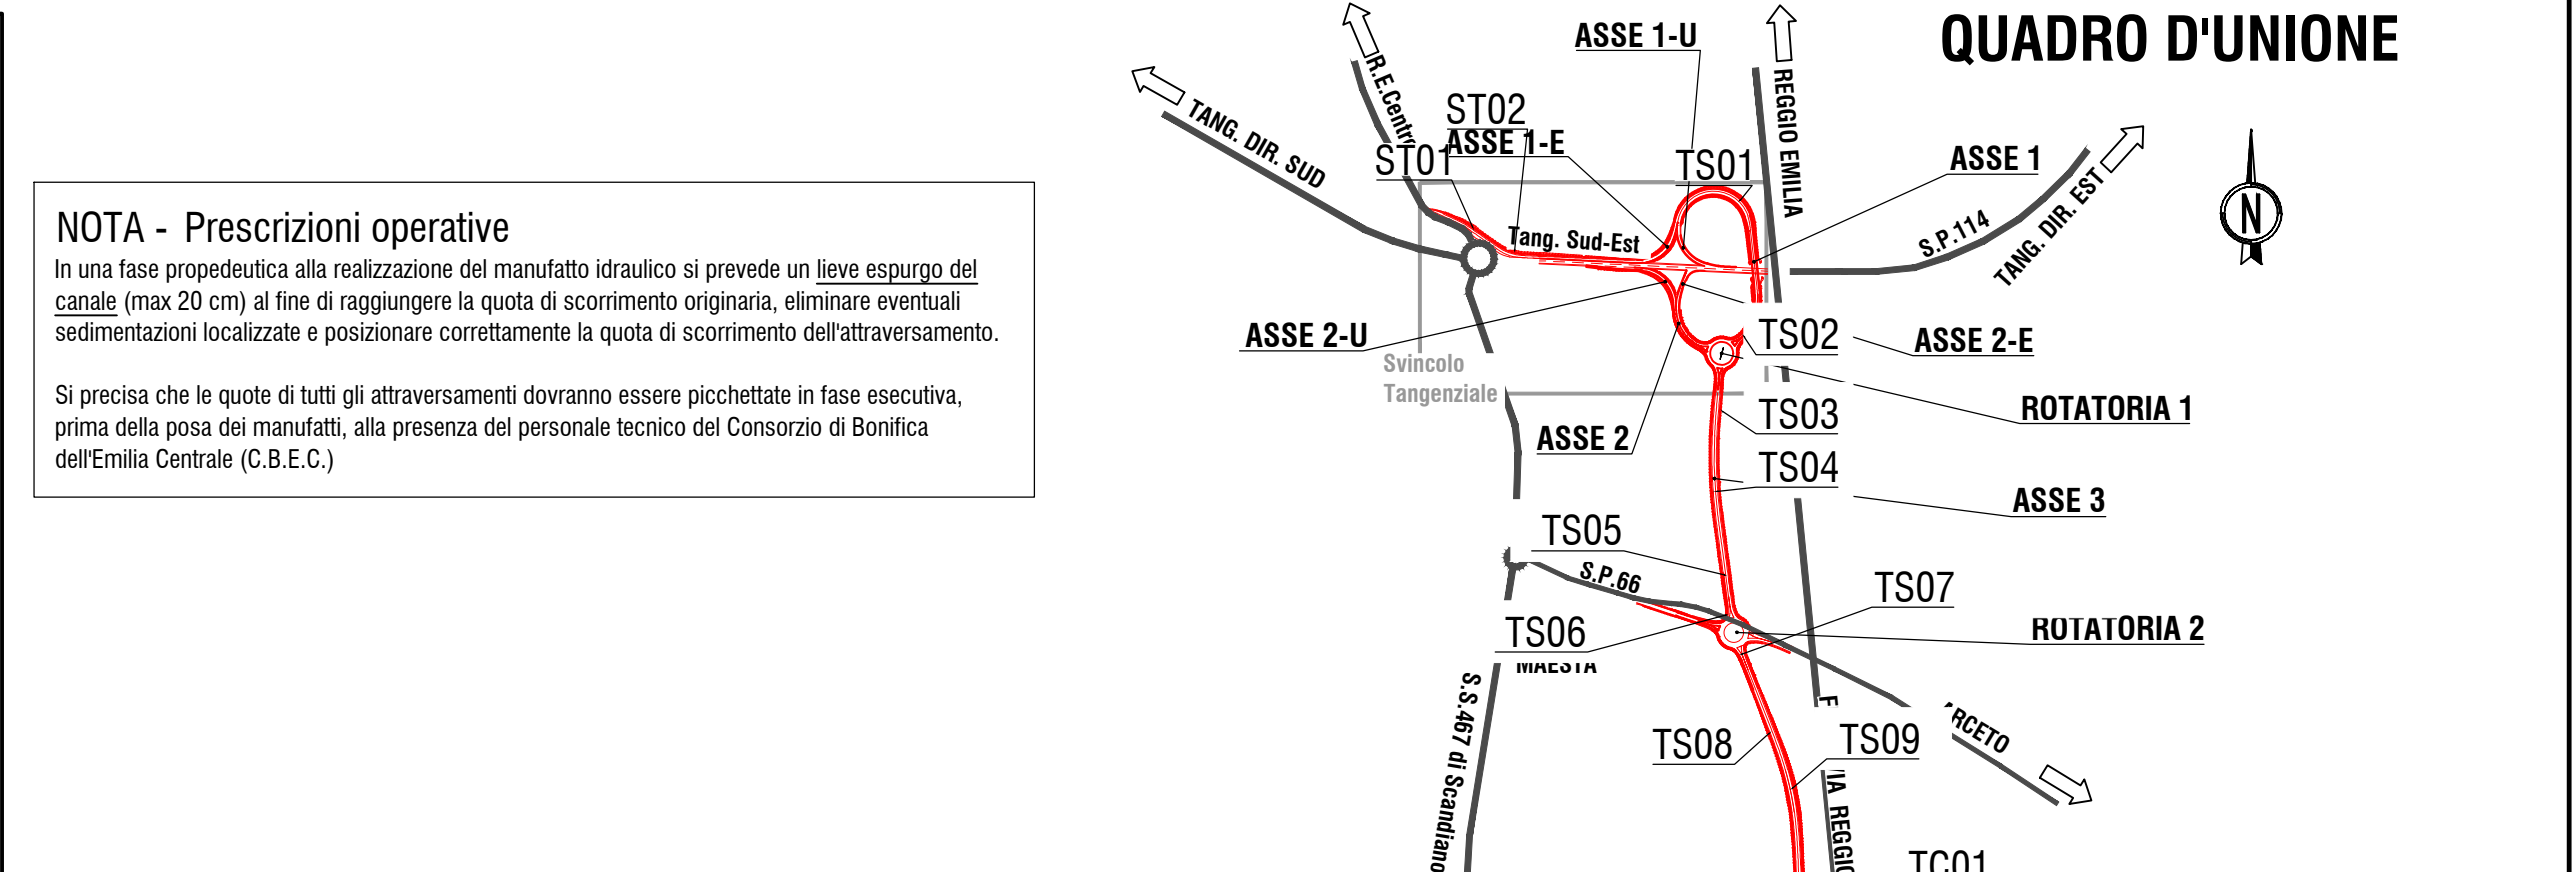 QUADRO D'UNIONE
NOTA - Prescrizioni operative
In una fase propedeutica alla realizzazione del manufatto idraulico si prevede un lieve espurgo del
canale (max 20 cm) al fine di raggiungere la quota di scorrimento originaria, eliminare eventuali
sedimentazioni localizzate e posizionare correttamente la quota di scorrimento dell'attraversamento.
Si precisa che le quote di tutti gli attraversamenti dovranno essere picchettate in fase esecutiva,
prima della posa dei manufatti, alla presenza del personale tecnico del Consorzio di Bonifica
dell'Emilia Centrale (C.B.E.C.)
ASSE 1-U
R.E.Centro
REGGIO EMILIA
TANG. DIR. SUD
ST02
ASSE 1-E
ST01
TS01
ASSE 1
N
S.P.114
TANG. DIR. EST
Tang. Sud-Est
ASSE 2-U
TS02
ASSE 2-E
Svincolo
Tangenziale
TS03
ROTATORIA 1
ASSE 2
TS04
ASSE 3
TS05
S.P.66
TS07
TS06
ROTATORIA 2
MAESTA
S.S.467 di Scandiano
TS08
TS09
ARCETO
IA REGGIO
TC01